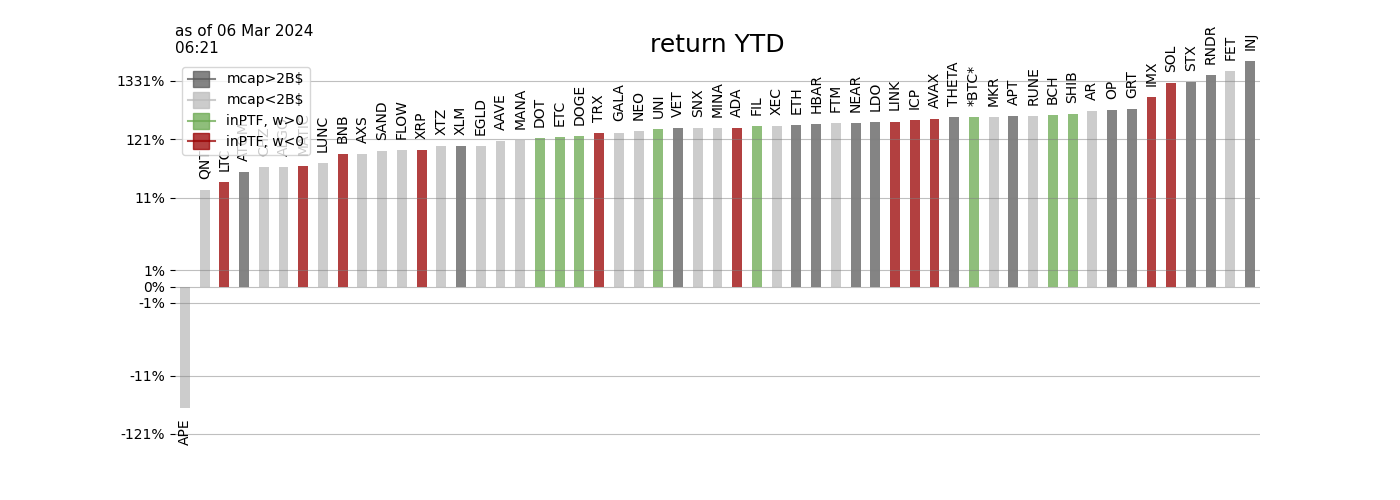 as of 06 Mar 2024
06:21
return YTD
mcap>2B$
mcap<2B$
inPTF, w>0
inPTF, w<0
1331%
121%
11%
1%
0%
-1%
-11%
-121%
APE
QNT
LTC
ATOM
CHZ
ALGO
MATIC
LUNC
BNB
AXS
SAND
FLOW
XRP
XTZ
XLM
EGLD
AAVE
MANA
DOT
ETC
DOGE
TRX
GALA
NEO
UNI
VET
SNX
MINA
ADA
FIL
XEC
ETH
HBAR
FTM
NEAR
LDO
LINK
ICP
AVAX
THETA
*BTC*
MKR
APT
RUNE
BCH
SHIB
AR
OP
GRT
IMX
SOL
STX
RNDR
FET
INJ